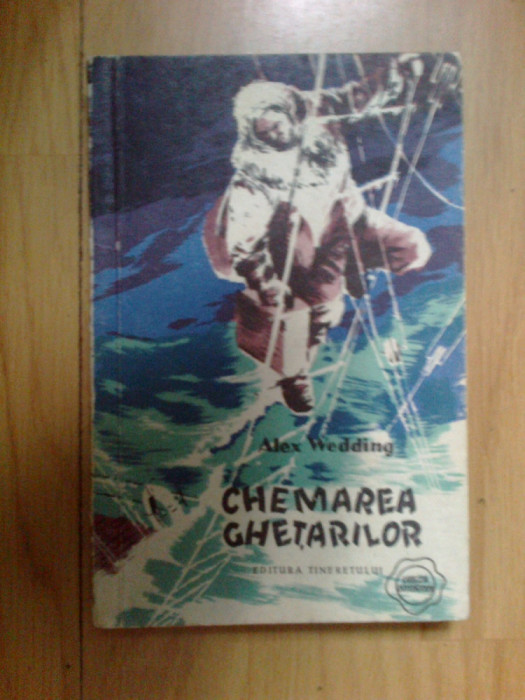 Alex Wedding
CHEMAREA
GHEȚARILOR
EDITURA TINERETULUI